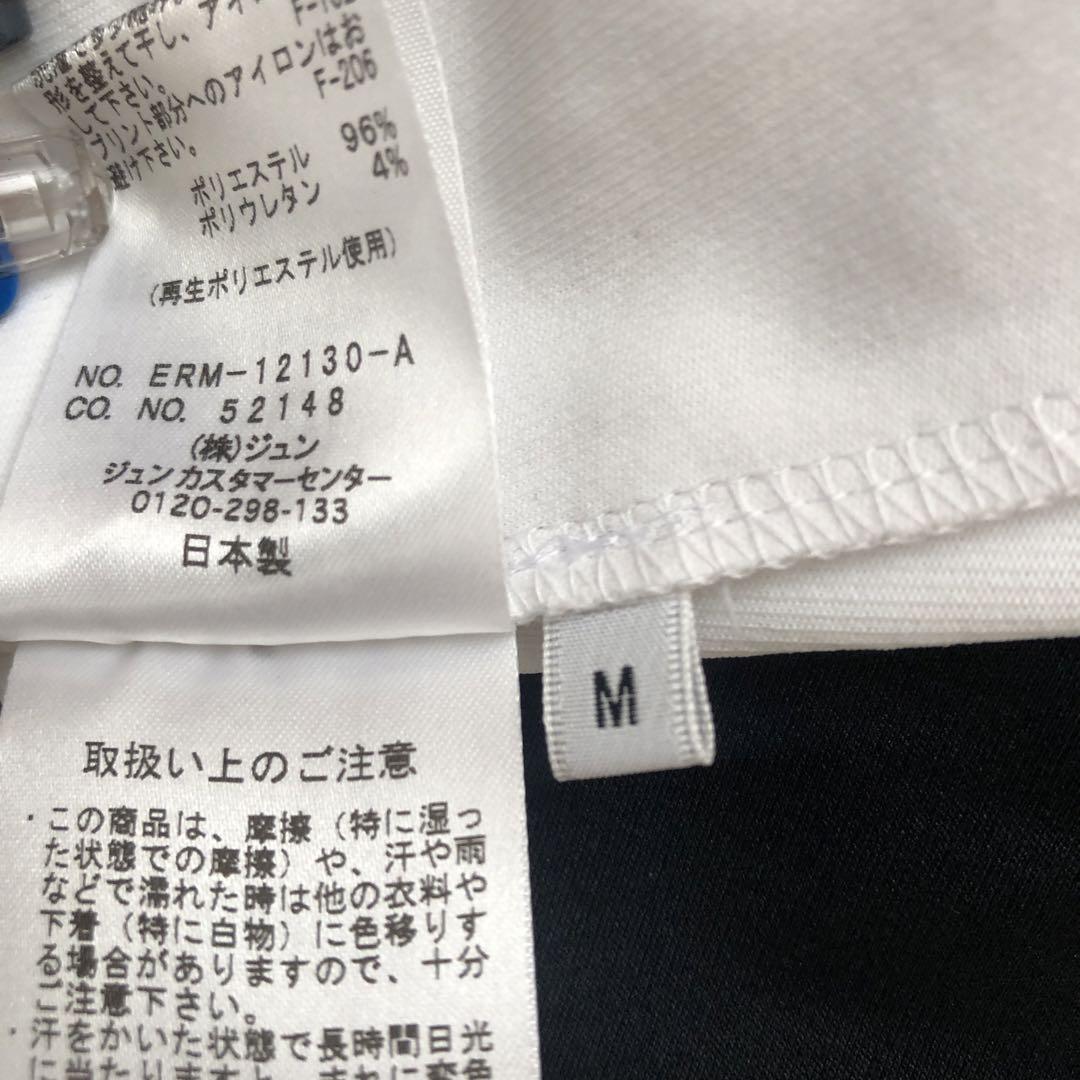 形を整えて干し、アイロ
して下さい。
プリント部分へのアイロンはお
避け下さい。
F-206
ポリエステル 96%
ポリウレタン 4%
(再生ポリエステル使用)
NO. ERM-12130-A
CO. NO. 52148
(株)ジュン
ジュンカスタマーセンター
0120-298-133
日本製
M
取扱い上のご注意
・この商品は、摩擦(特に湿っ
た状態での摩擦)や、汗や雨
などで濡れた時は他の衣料や
下着(特に白物)に色移りす
る場合がありますので、十分
ご注意下さい。
・汗をかいた状態で長時間日光
に当たりますと、まれに変色